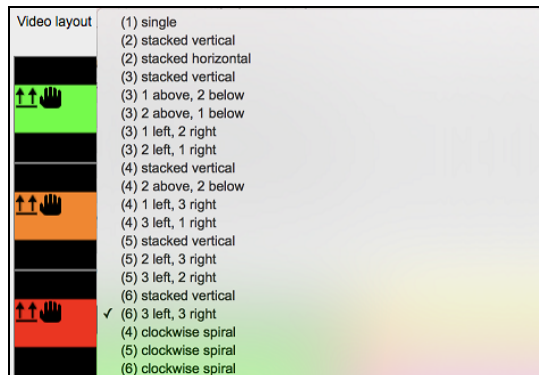 Video layout
(1) single
(2) stacked vertical
(2) stacked horizontal
(3) stacked vertical
(3) 1 above, 2 below
(3) 2 above, 1 below
(3) 1 left, 2 right
(3) 2 left, 1 right
(4) stacked vertical
(4) 2 above, 2 below
(4) 1 left, 3 right
(4) 3 left, 1 right
(5) stacked vertical
(5) 2 left, 3 right
(5) 3 left, 2 right
(6) stacked vertical
✓ (6) 3 left, 3 right
(4) clockwise spiral
(5) clockwise spiral
(6) clockwise spiral